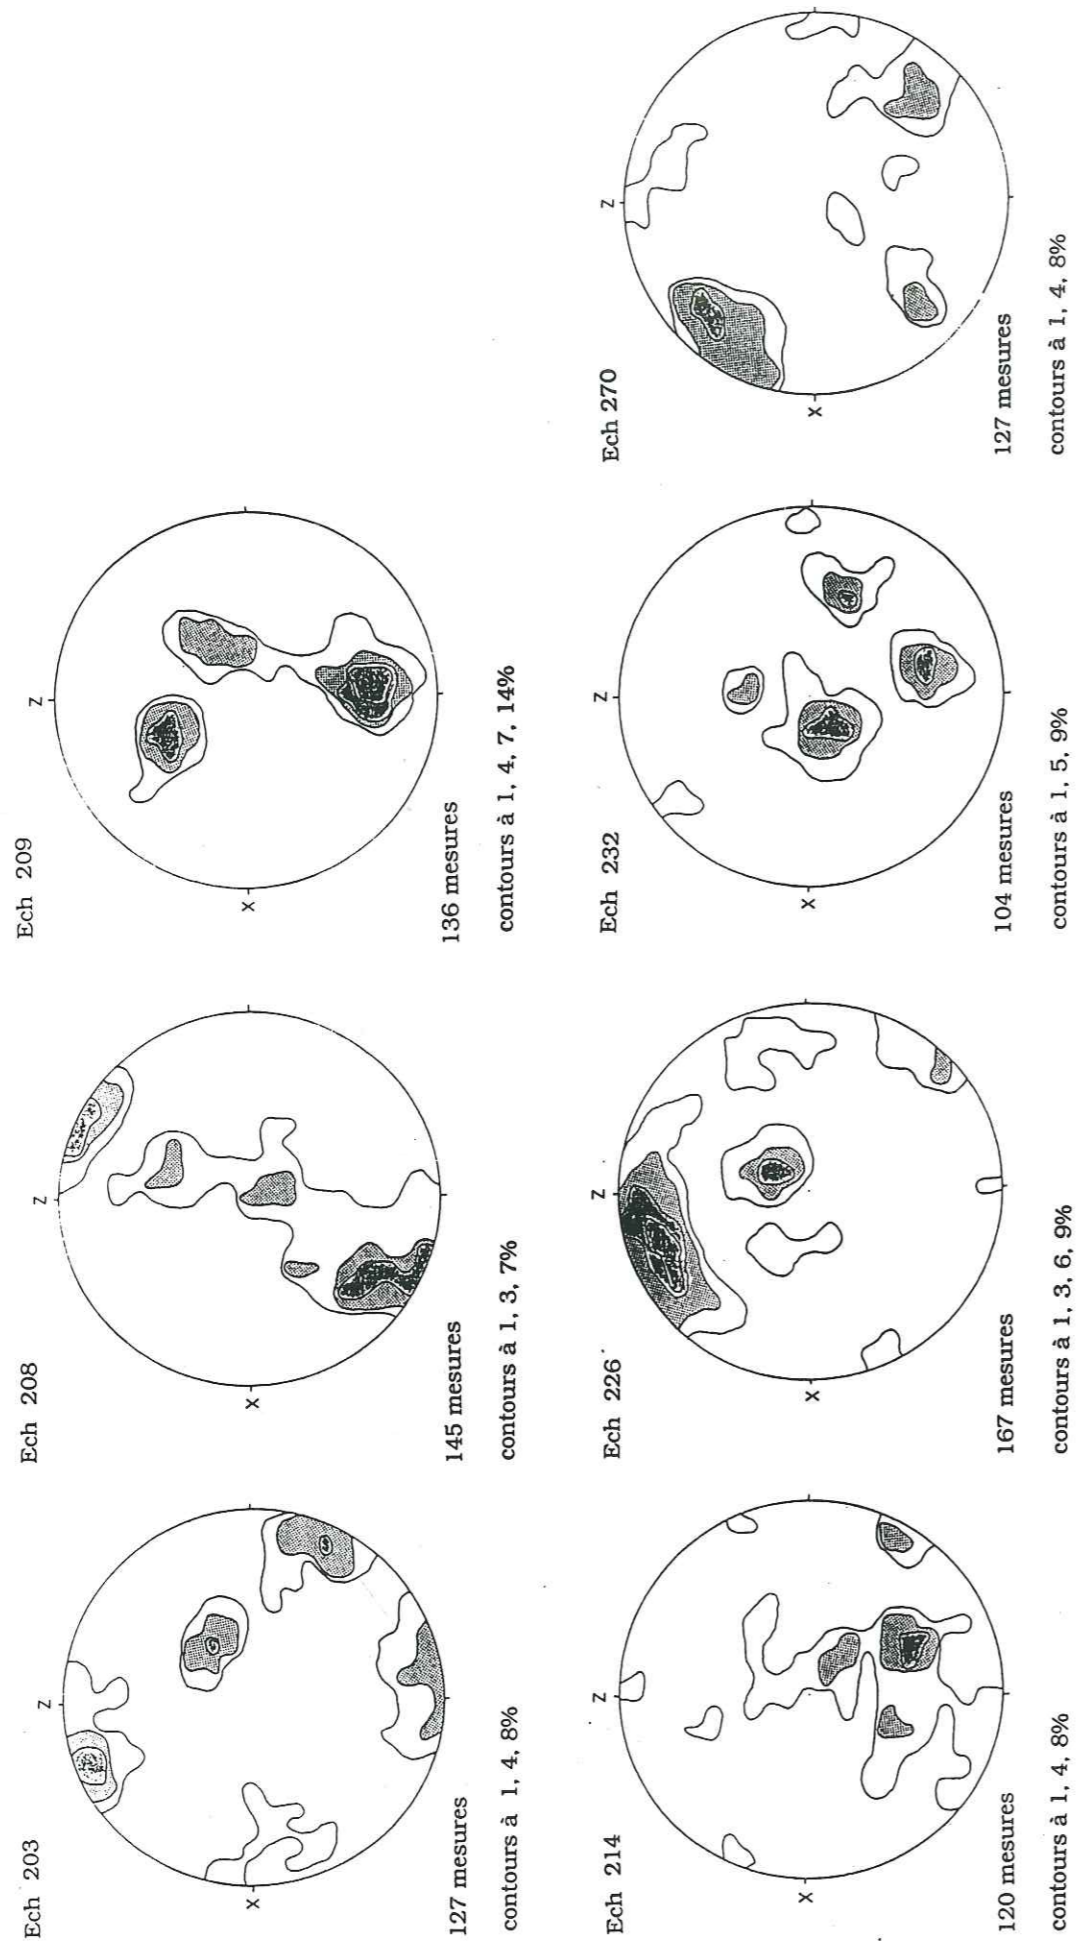 Ech 203
Z
X
127 mesures
contours à 1, 4, 8%
Ech 208
Z
X
145 mesures
contours à 1, 3, 7%
Ech 209
Z
X
136 mesures
contours à 1, 4, 7, 14%
Ech 214
Z
X
120 mesures
contours à 1, 4, 8%
Ech 226
Z
X
167 mesures
contours à 1, 3, 6, 9%
Ech 232
Z
X
104 mesures
contours à 1, 5, 9%
Ech 270
Z
X
127 mesures
contours à 1, 4, 8%